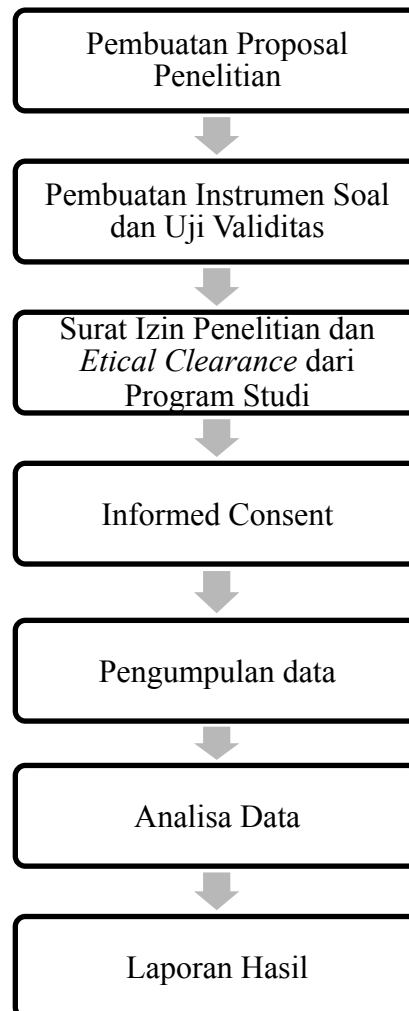 Pembuatan Proposal
Penelitian
Pembuatan Instrumen Soal
dan Uji Validitas
Surat Izin Penelitian dan
Etical Clearance dari
Program Studi
Informed Consent
Pengumpulan data
Analisa Data
Laporan Hasil